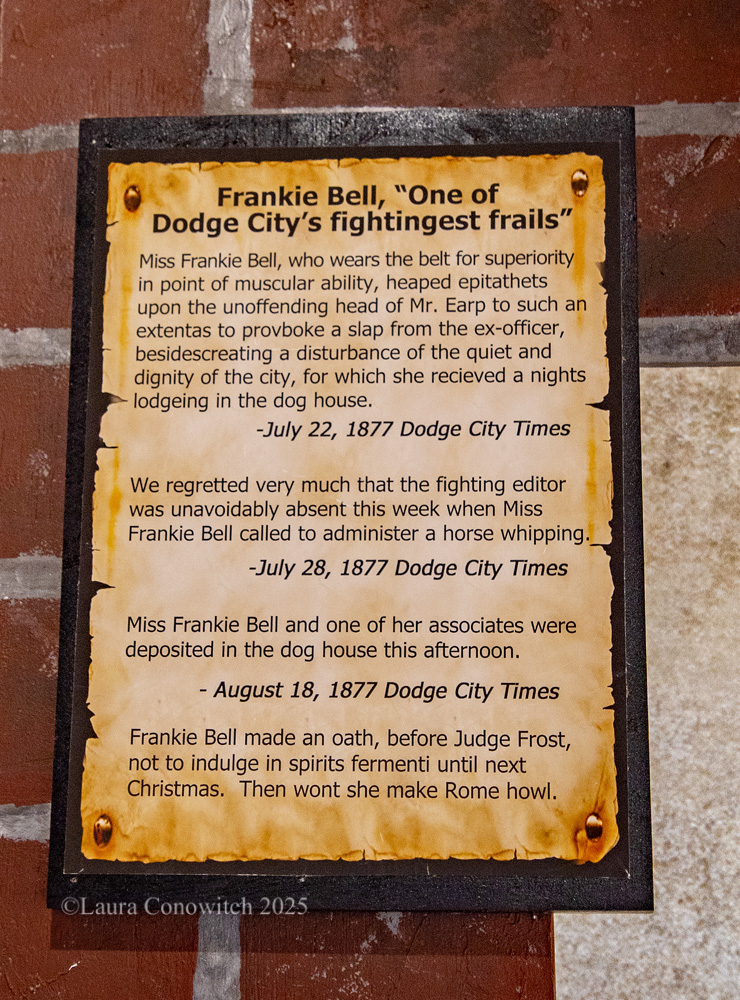 Frankie Bell, “One of
Dodge City’s fightingest frails”
Miss Frankie Bell, who wears the belt for superiority
in point of muscular ability, heaped epitathets
upon the unoffending head of Mr. Earp to such an
extentas to provboke a slap from the ex-officer,
besidescreating a disturbance of the quiet and
dignity of the city, for which she recieved a nights
lodgeing in the dog house.
-July 22, 1877 Dodge City Times
We regretted very much that the fighting editor
was unavoidably absent this week when Miss
Frankie Bell called to administer a horse whipping.
-July 28, 1877 Dodge City Times
Miss Frankie Bell and one of her associates were
deposited in the dog house this afternoon.
- August 18, 1877 Dodge City Times
Frankie Bell made an oath, before Judge Frost,
not to indulge in spirits fermenti until next
Christmas.  Then wont she make Rome howl.
©Laura Conowitch 2025